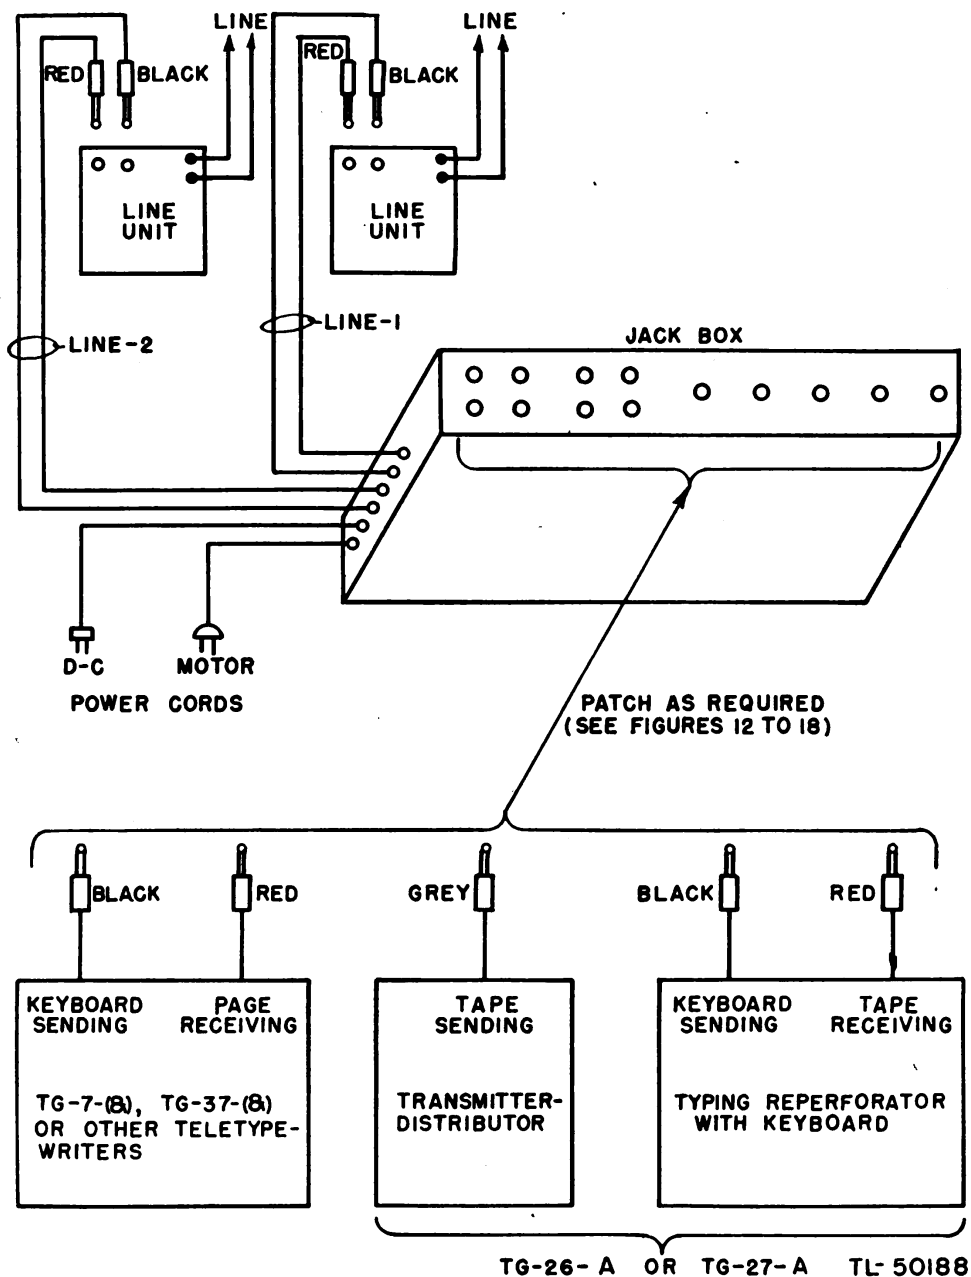 LINE
LINE
RED
BLACK
RED
BLACK
LINE
UNIT
LINE
UNIT
LINE-2
LINE-1
JACK BOX
D-C
MOTOR
POWER CORDS
PATCH AS REQUIRED
(SEE FIGURES 12 TO 18)
BLACK
RED
GREY
BLACK
RED
KEYBOARD
SENDING
PAGE
RECEIVING
TG-7-(&), TG-37-(&)
OR OTHER TELETYPE-
WRITERS
TAPE
SENDING
TRANSMITTER-
DISTRIBUTOR
KEYBOARD
SENDING
TAPE
RECEIVING
TYPING REPERFORATOR
WITH KEYBOARD
TG-26-A OR TG-27-A TL-50188